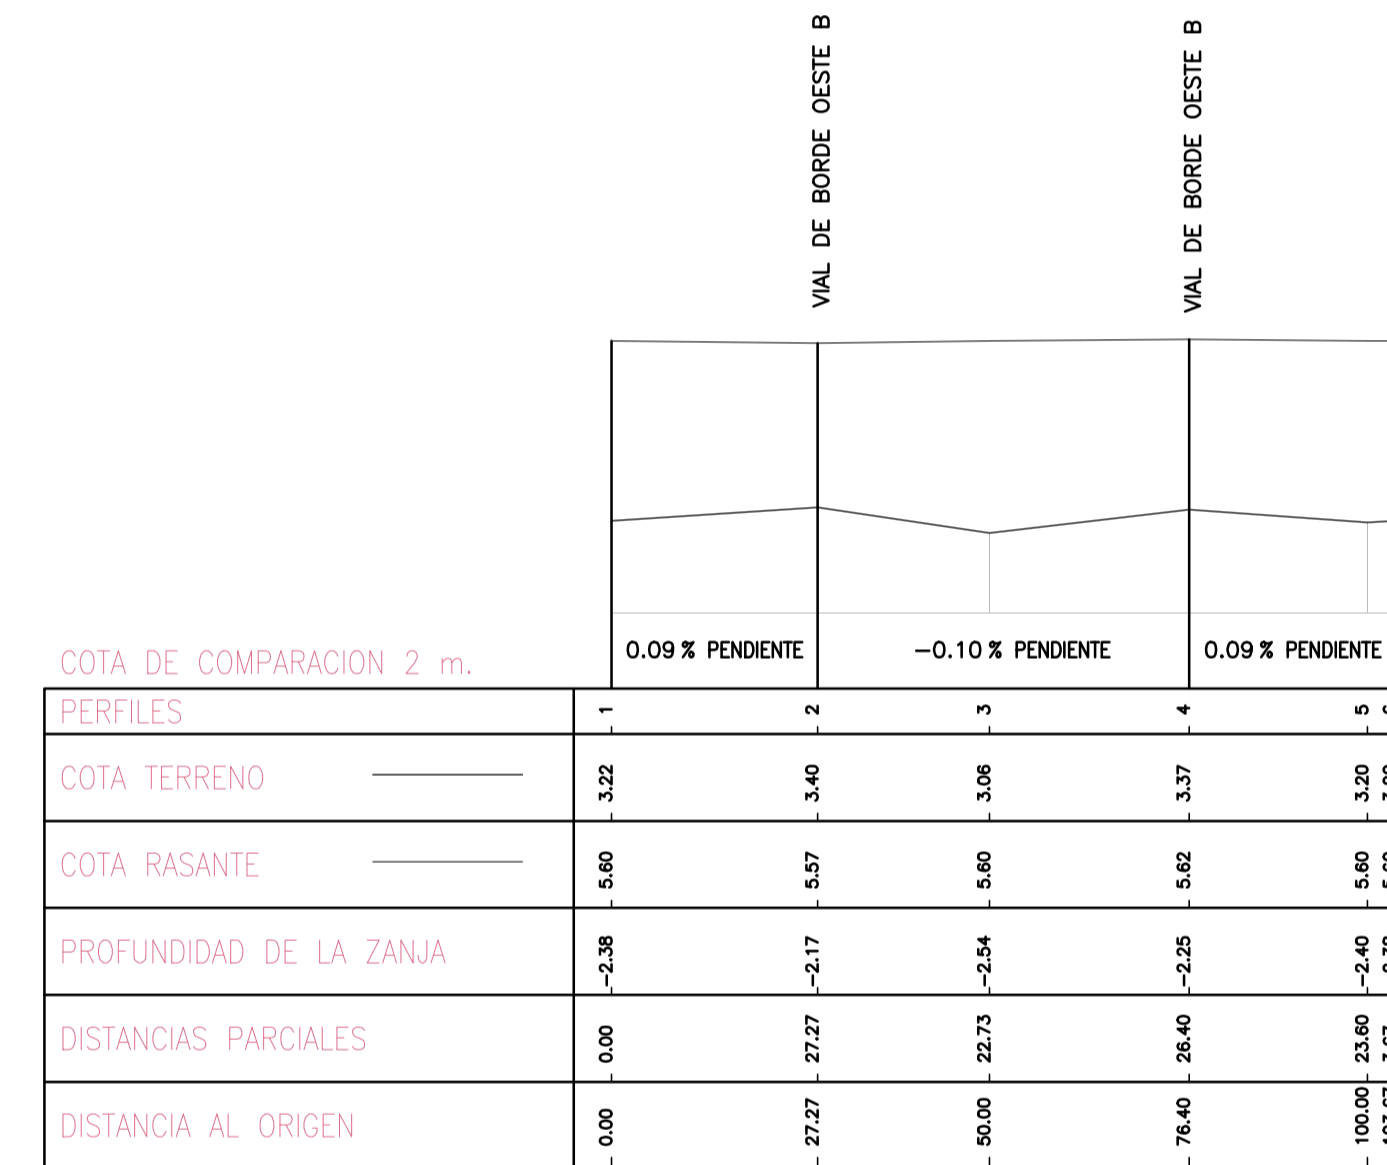 VIAL DE BORDE OESTE B
VIAL DE BORDE OESTE B
0.09 % PENDIENTE
−0.10 % PENDIENTE
0.09 % PENDIENTE
COTA DE COMPARACION 2 m.
PERFILES 1 2 3 4 5
COTA TERRENO 3.22 3.40 3.06 3.37 3.20
COTA RASANTE 5.60 5.57 5.60 5.62 5.60
PROFUNDIDAD DE LA ZANJA −2.38 −2.17 −2.54 −2.25 −2.40
DISTANCIAS PARCIALES 0.00 27.27 22.73 26.40 23.60
DISTANCIA AL ORIGEN 0.00 27.27 50.00 76.40 100.00